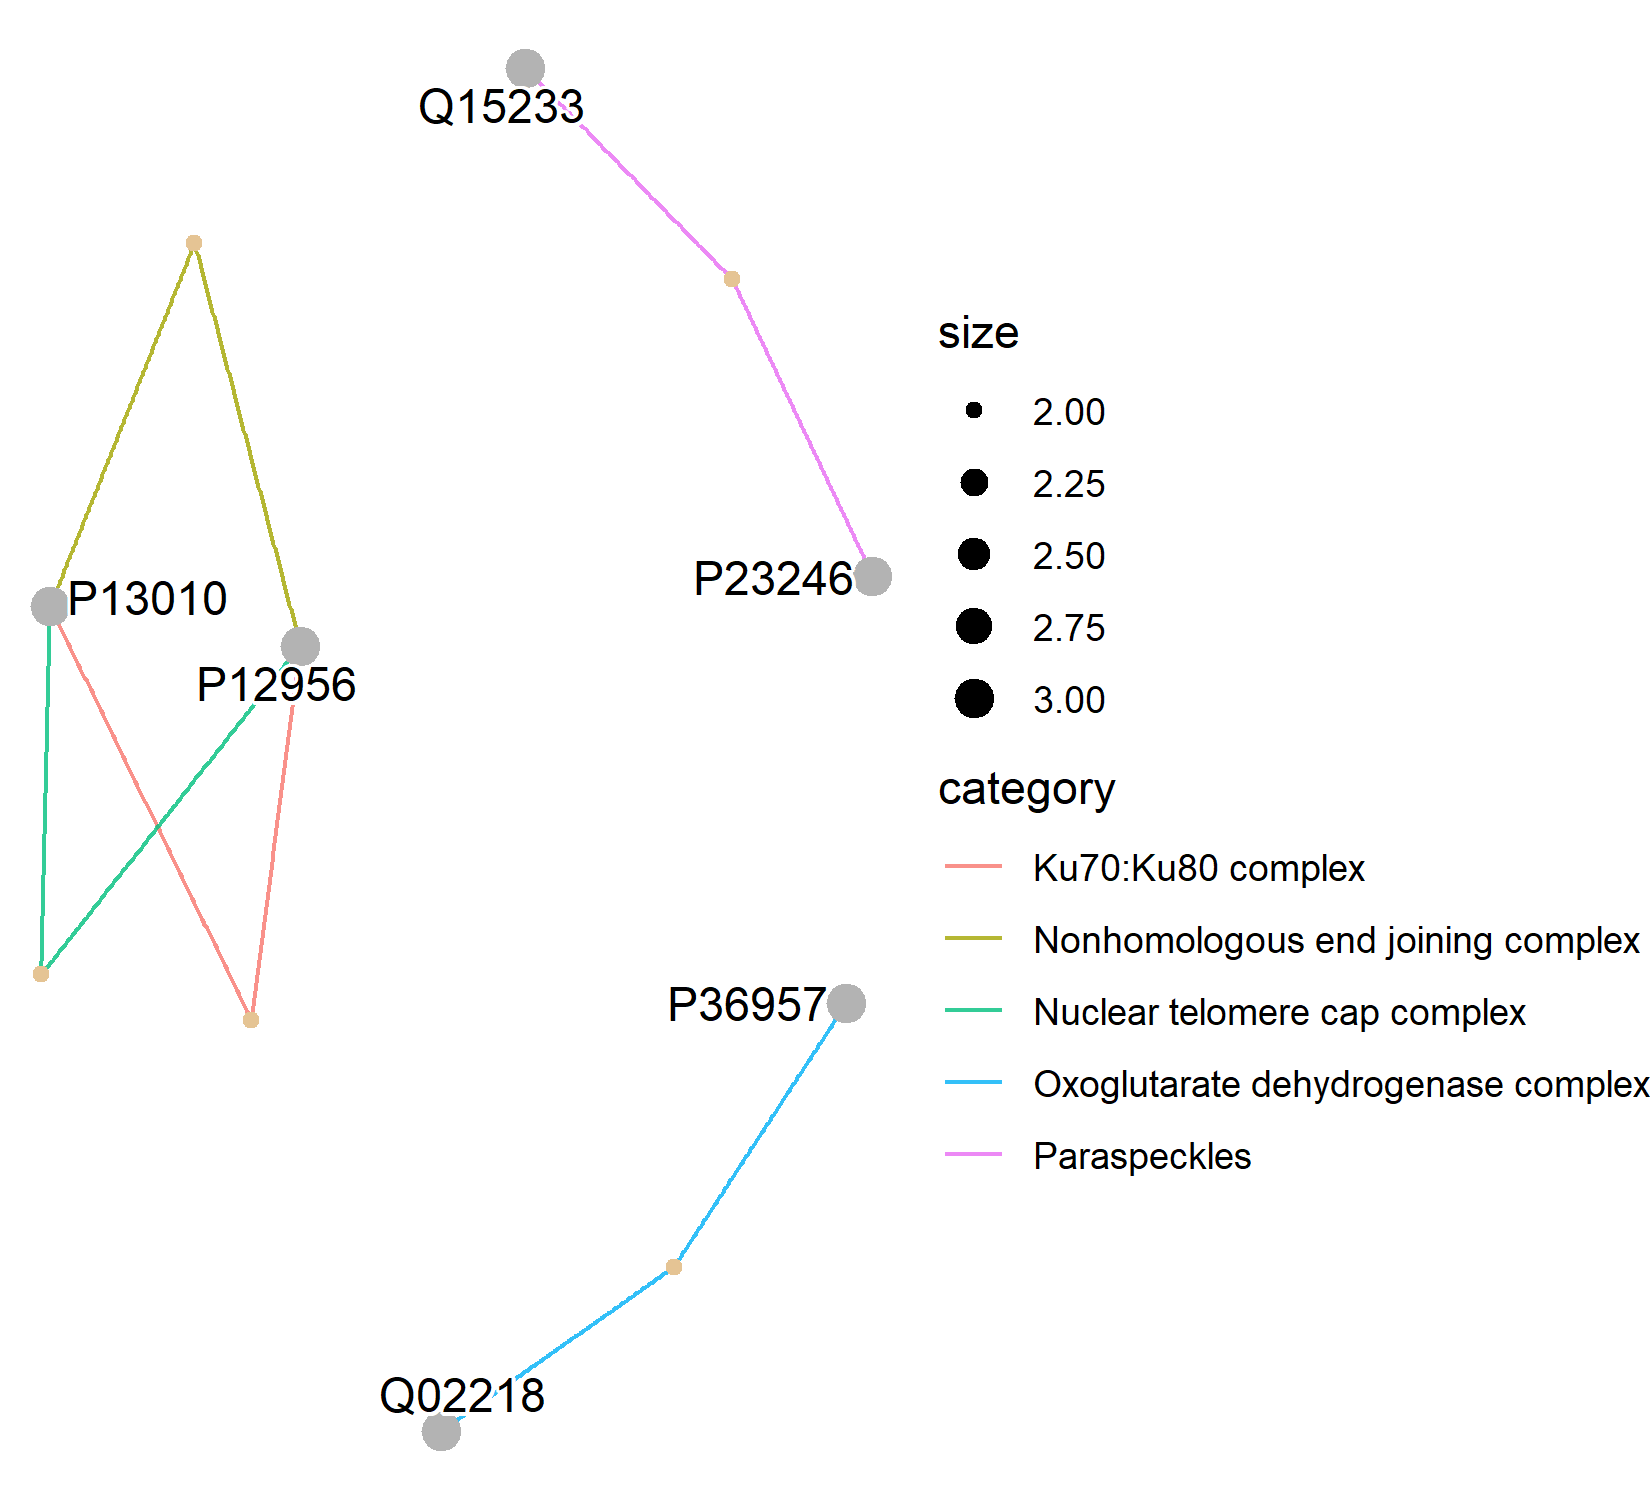 Q15233
P23246
P13010
P12956
P36957
Q02218
size
2.00
2.25
2.50
2.75
3.00
category
Ku70:Ku80 complex
Nonhomologous end joining complex
Nuclear telomere cap complex
Oxoglutarate dehydrogenase complex
Paraspeckles